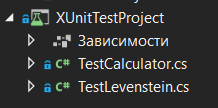 XUnitTestProject
Зависимости
C# TestCalculator.cs
C# TestLevenstein.cs